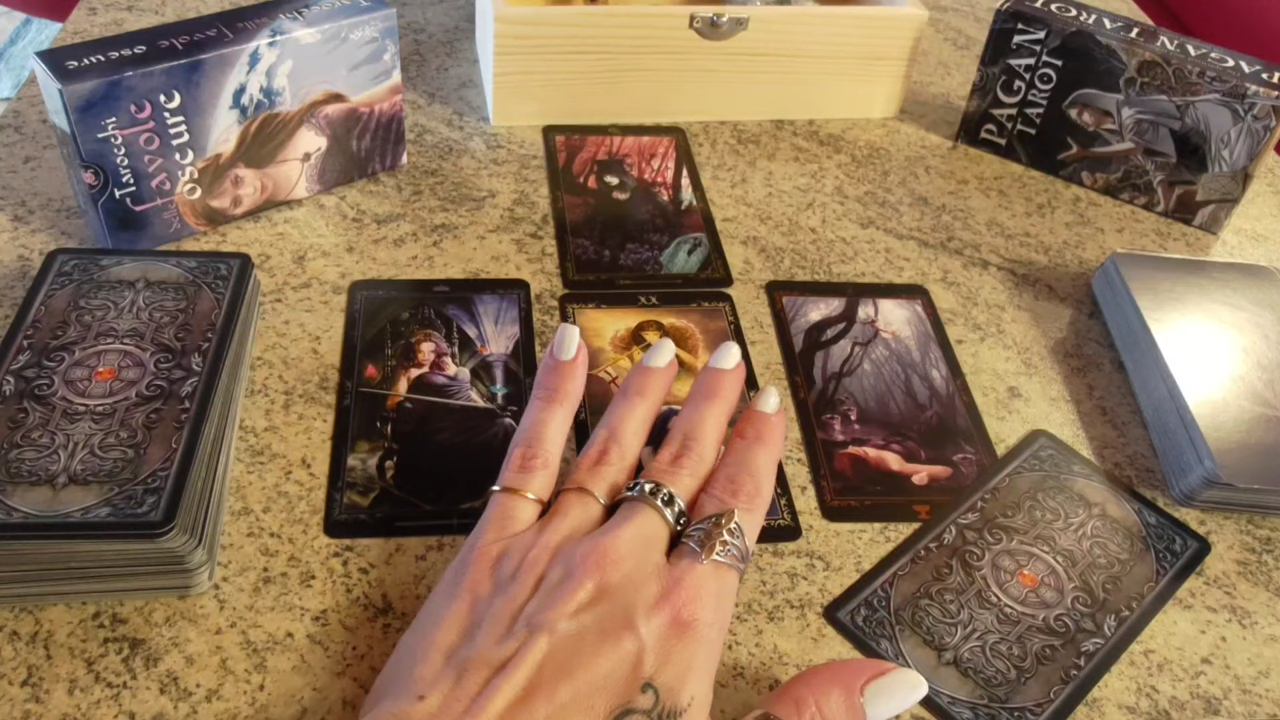 Tarocchi delle favole oscure
Tarocchi
delle favole
oscure
PAGAN TAROT
PAGAN
TAROT
XX